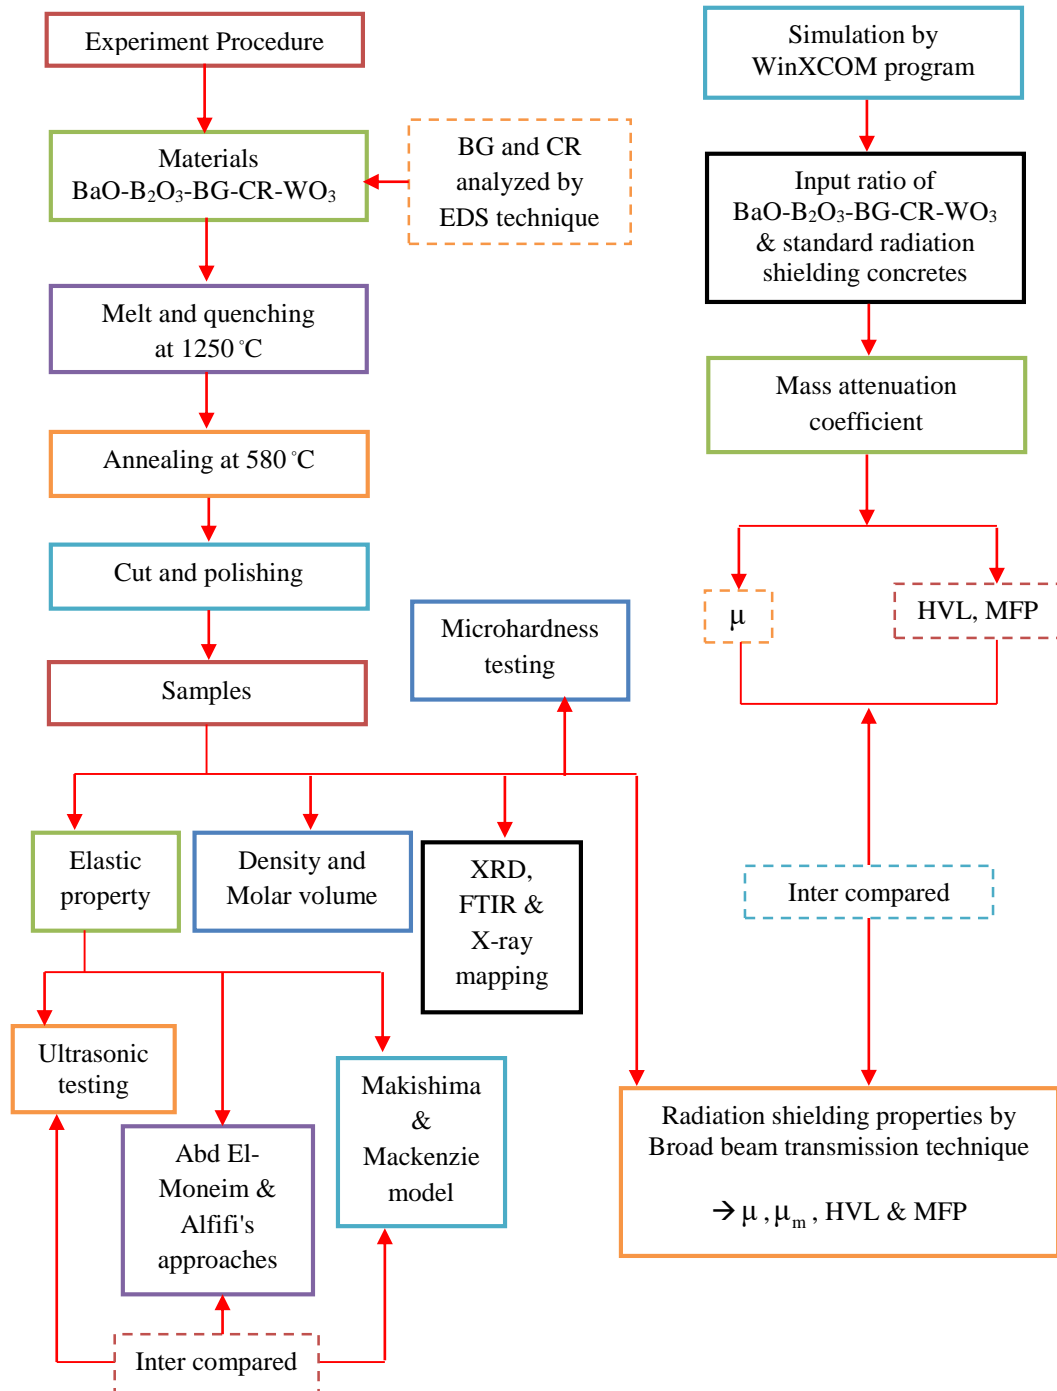 Experiment Procedure
Materials
BaO-B₂O₃-BG-CR-WO₃
BG and CR
analyzed by
EDS technique
Melt and quenching
at 1250 °C
Annealing at 580 °C
Cut and polishing
Samples
Microhardness
testing
Elastic
property
Density and
Molar volume
XRD,
FTIR &
X-ray
mapping
Ultrasonic
testing
Abd El-
Moneim &
Alfifi's
approaches
Makishima
&
Mackenzie
model
Inter compared
Simulation by
WinXCOM program
Input ratio of
BaO-B₂O₃-BG-CR-WO₃
& standard radiation
shielding concretes
Mass attenuation
coefficient
μ
HVL, MFP
Inter compared
Radiation shielding properties by
Broad beam transmission technique
→ μ , μₘ , HVL & MFP